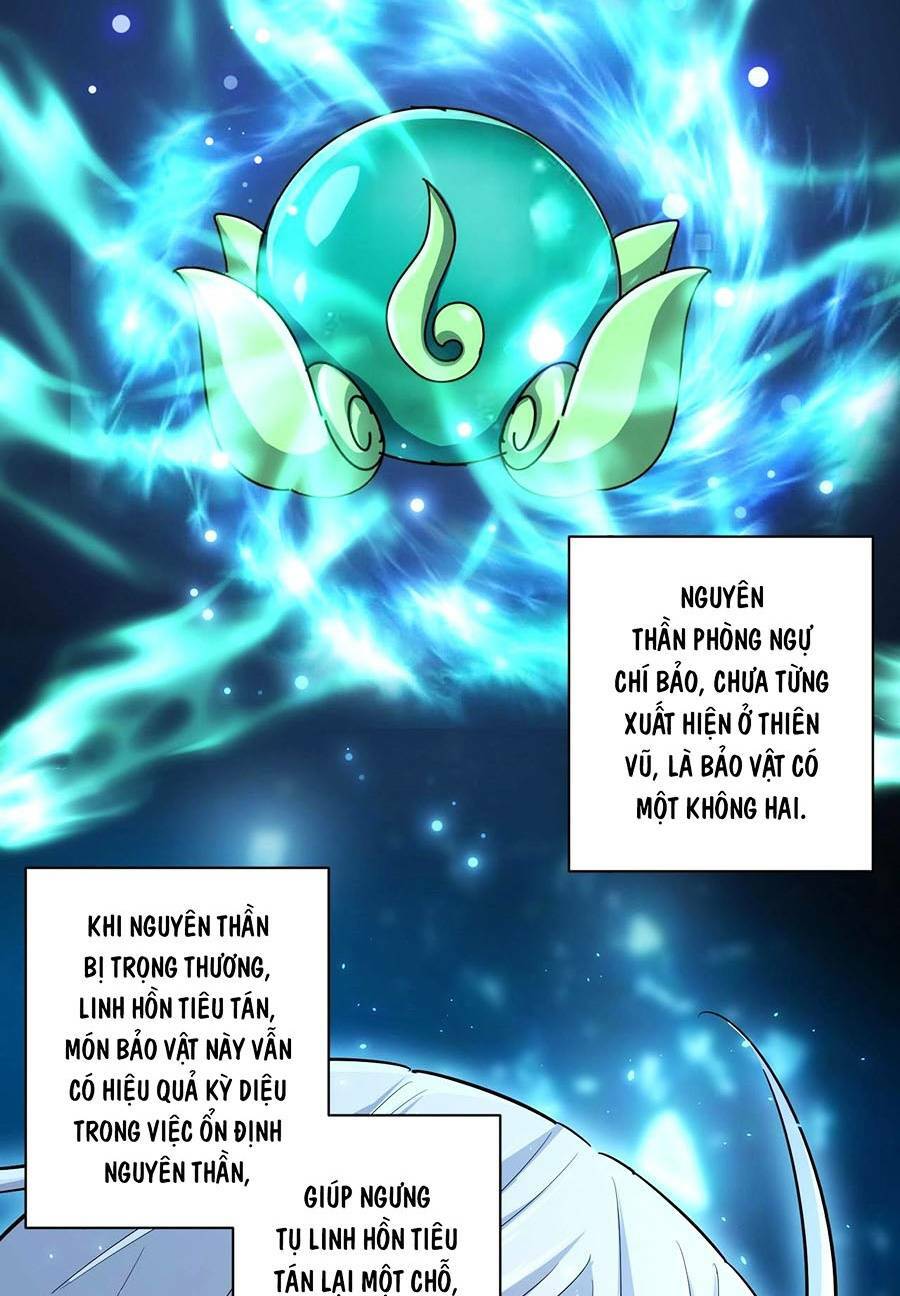 NGUYÊN
THẦN PHÒNG NGỰ
CHÍ BẢO, CHƯA TỪNG
XUẤT HIỆN Ở THIÊN
VŨ, LÀ BẢO VẬT CÓ
MỘT KHÔNG HAI.
KHI NGUYÊN THẦN
BỊ TRỌNG THƯƠNG,
LINH HỒN TIÊU TÁN,
MÓN BẢO VẬT NÀY VẪN
CÓ HIỆU QUẢ KỲ DIỆU
TRONG VIỆC ỔN ĐỊNH
NGUYÊN THẦN,
GIÚP NGƯNG
TỤ LINH HỒN TIÊU
TÁN LẠI MỘT CHỖ,